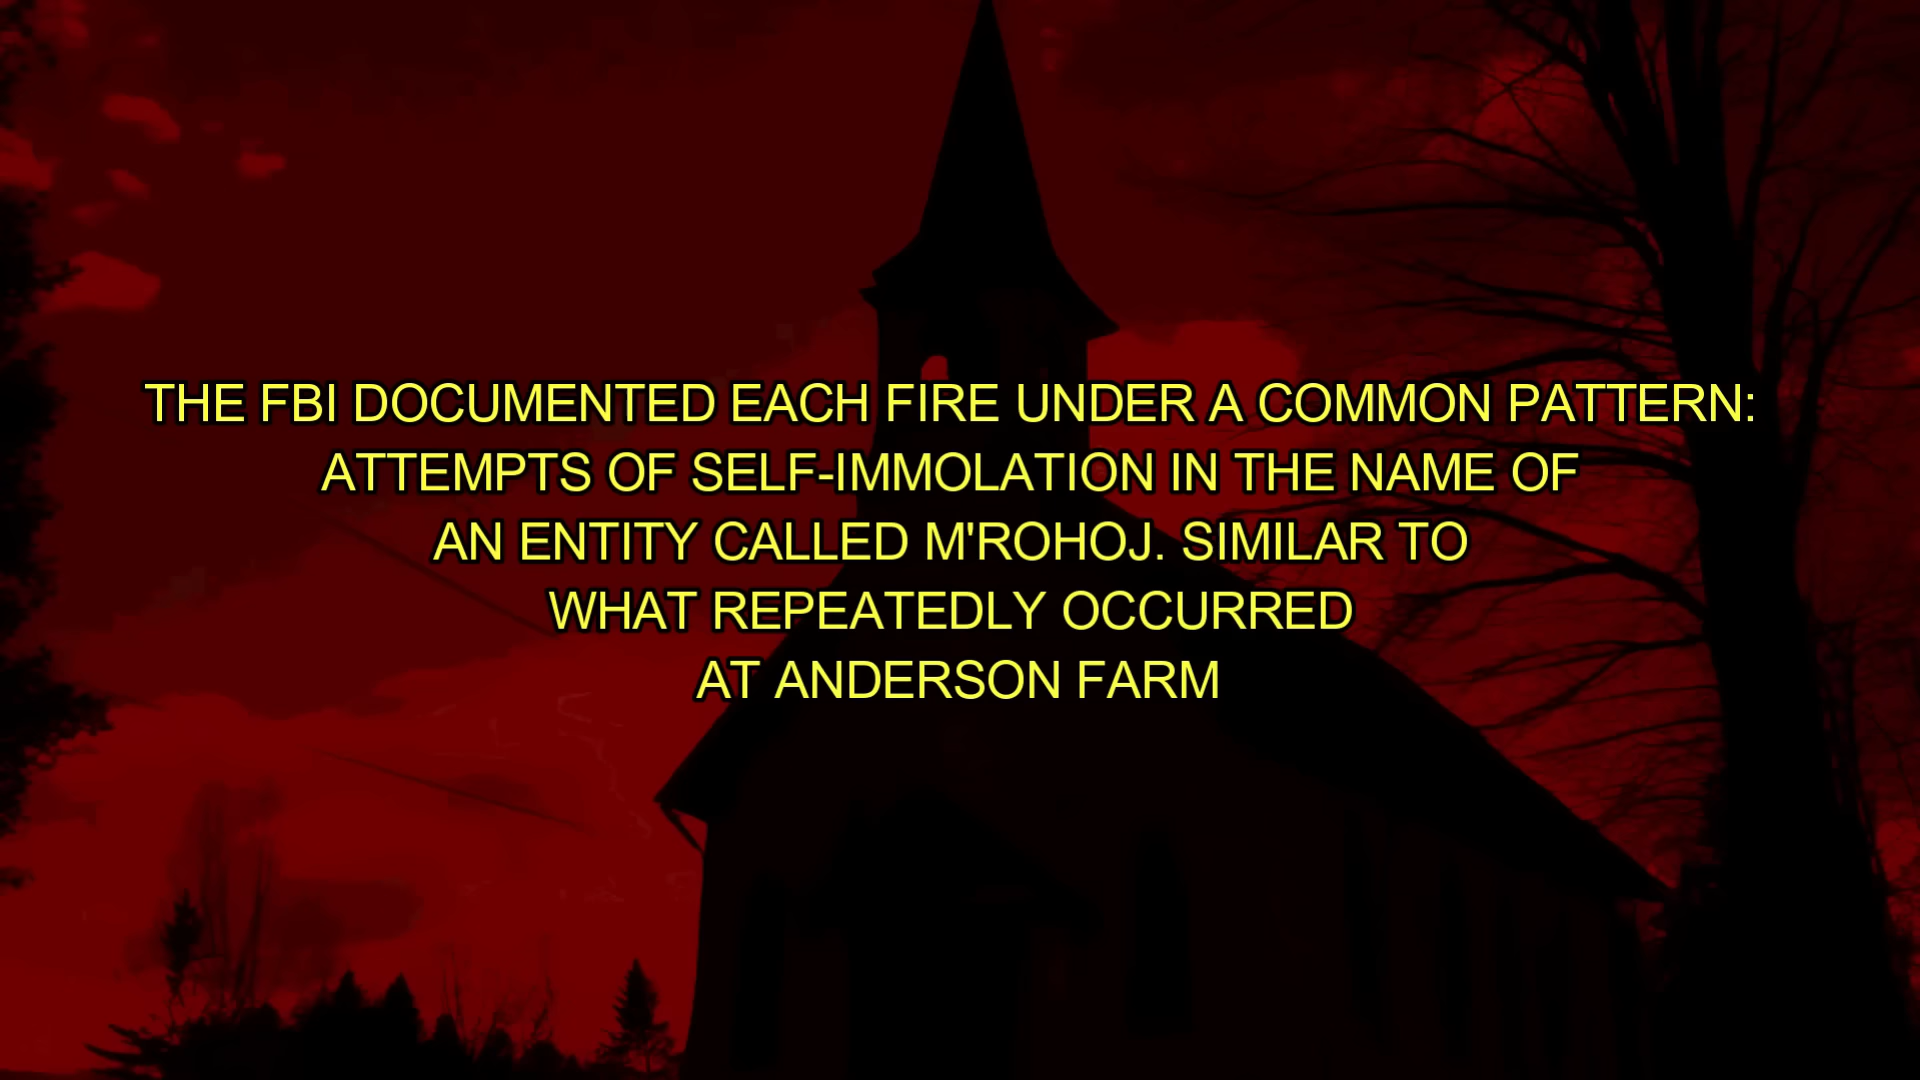 THE FBI DOCUMENTED EACH FIRE UNDER A COMMON PATTERN:
ATTEMPTS OF SELF-IMMOLATION IN THE NAME OF
AN ENTITY CALLED M'ROHOJ. SIMILAR TO
WHAT REPEATEDLY OCCURRED
AT ANDERSON FARM